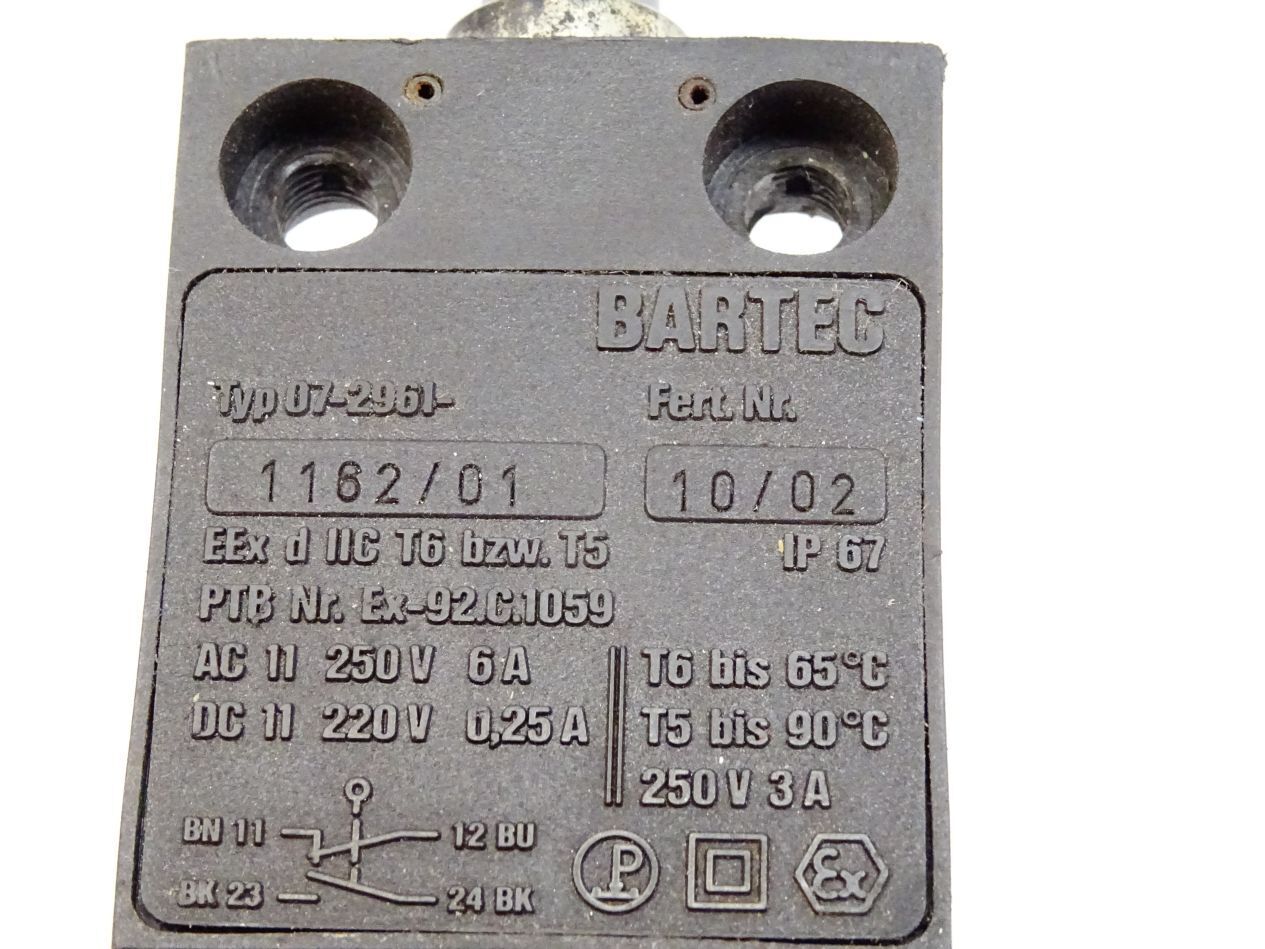 BARTEC
Typ 07-2961- Fert. Nr.
1162/01 10/02
EEx d IIC T6 bzw. T5 IP 67
PTB Nr. Ex-92.C.1059
AC 11 250 V 6 A T6 bis 65°C
DC 11 220 V 0,25 A T5 bis 90°C
250 V 3 A
BN 11 12 BU
BK 23 24 BK
P Ex